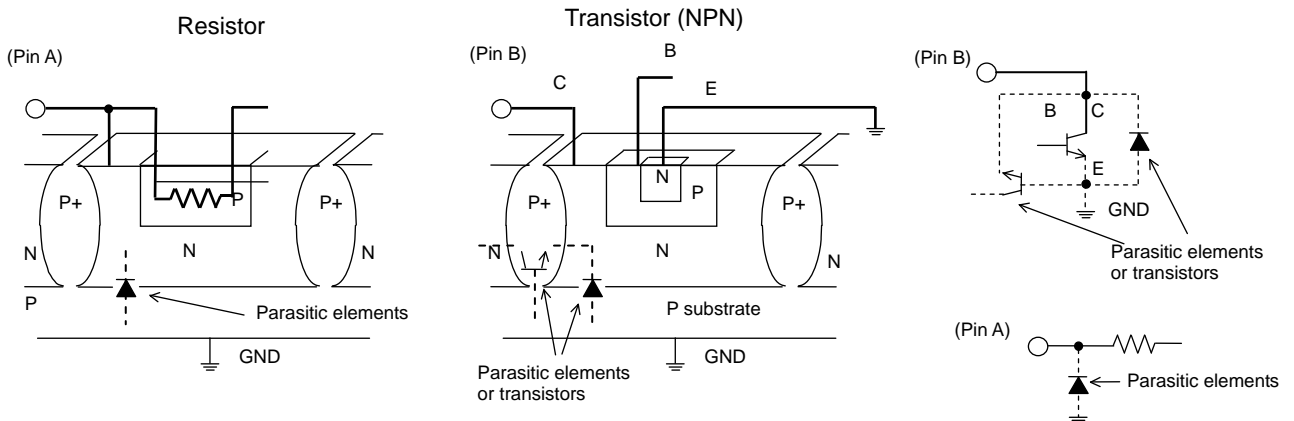 Resistor
(Pin A)
P+
P+
P
N
N
N
P
Parasitic elements
GND
Transistor (NPN)
(Pin B)
B
C
E
N
P
P+
P+
N
N
N
P substrate
GND
Parasitic elements
or transistors
(Pin B)
B
C
E
GND
Parasitic elements
or transistors
(Pin A)
Parasitic elements